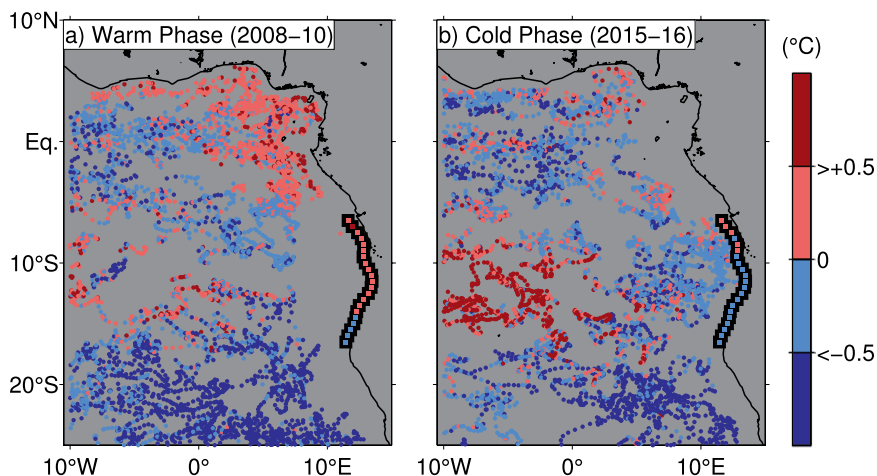 a) Warm Phase (2008−10)
b) Cold Phase (2015−16)
(°C)
10°N
Eq.
10°S
20°S
10°W
0°
10°E
10°W
0°
10°E
>+0.5
0
<−0.5